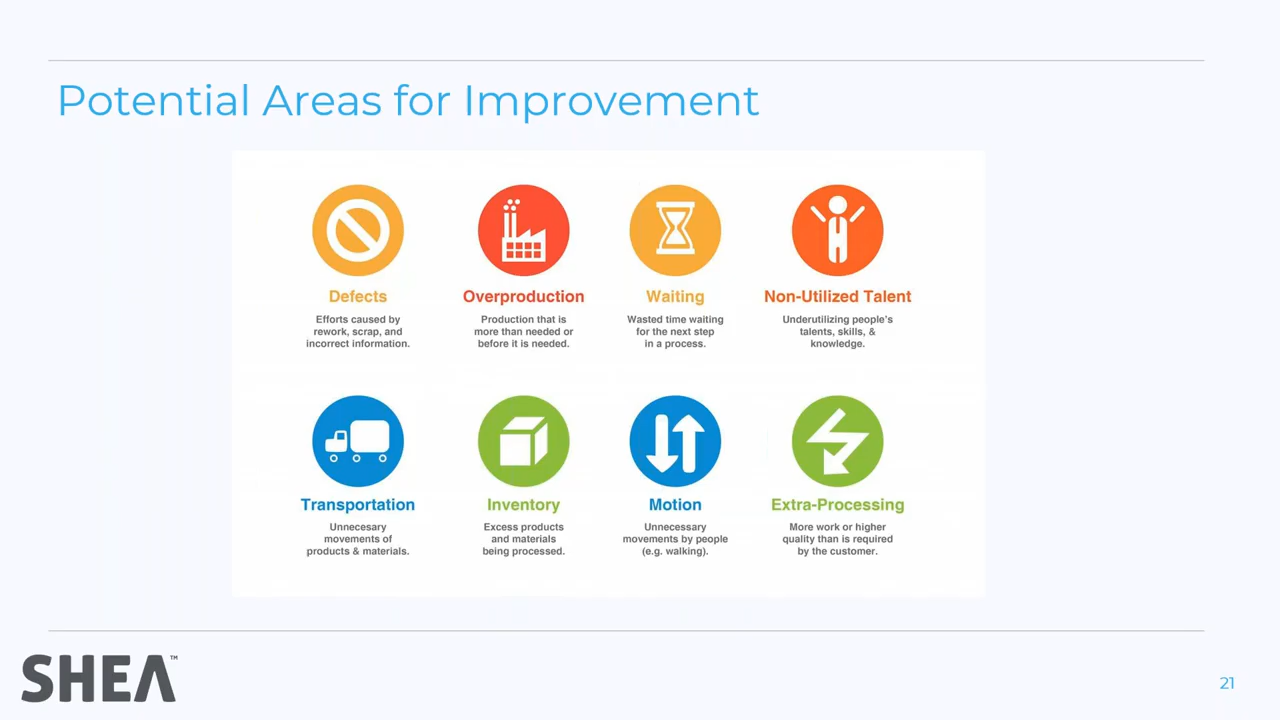 Potential Areas for Improvement
Defects
Efforts caused by
rework, scrap, and
incorrect information.
Overproduction
Production that is
more than needed or
before it is needed.
Waiting
Wasted time waiting
for the next step
in a process.
Non-Utilized Talent
Underutilizing people's
talents, skills, &
knowledge.
Transportation
Unnecesary
movements of
products & materials.
Inventory
Excess products
and materials
being processed.
Motion
Unnecessary
movements by people
(e.g. walking).
Extra-Processing
More work or higher
quality than is required
by the customer.
SHEA™
21